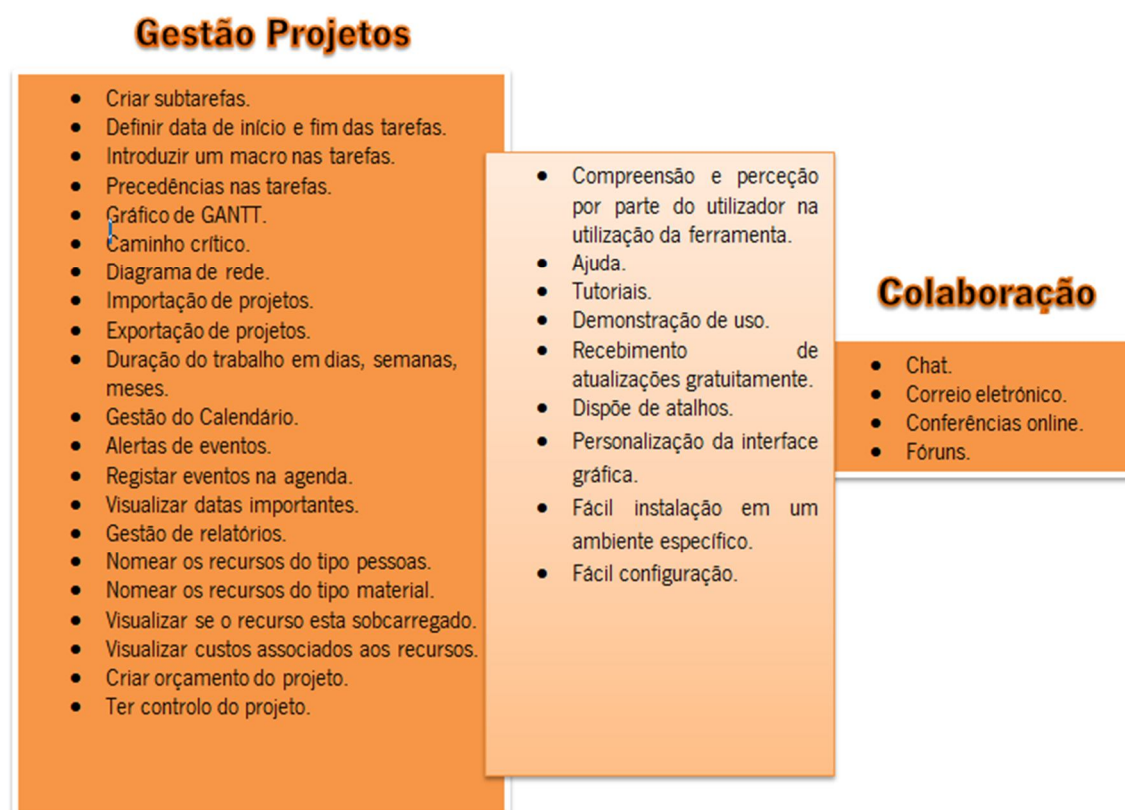 Gestão Projetos
• Criar subtarefas.
• Definir data de início e fim das tarefas.
• Introduzir um macro nas tarefas.
• Precedências nas tarefas.
• Gráfico de GANTT.
• Caminho crítico.
• Diagrama de rede.
• Importação de projetos.
• Exportação de projetos.
• Duração do trabalho em dias, semanas,
meses.
• Gestão do Calendário.
• Alertas de eventos.
• Registar eventos na agenda.
• Visualizar datas importantes.
• Gestão de relatórios.
• Nomear os recursos do tipo pessoas.
• Nomear os recursos do tipo material.
• Visualizar se o recurso esta sobcarregado.
• Visualizar custos associados aos recursos.
• Criar orçamento do projeto.
• Ter controlo do projeto.
• Compreensão e perceção
por parte do utilizador na
utilização da ferramenta.
• Ajuda.
• Tutoriais.
• Demonstração de uso.
• Recebimento de
atualizações gratuitamente.
• Dispõe de atalhos.
• Personalização da interface
gráfica.
• Fácil instalação em um
ambiente específico.
• Fácil configuração.
Colaboração
• Chat.
• Correio eletrónico.
• Conferências online.
• Fóruns.